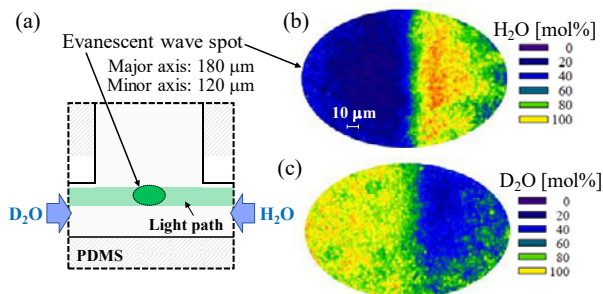 (a)
Evanescent wave spot
Major axis: 180 μm
Minor axis: 120 μm
D₂O
H₂O
Light path
PDMS
(b)
H₂O [mol%]
0
20
40
60
80
100
10 μm
(c)
D₂O [mol%]
0
20
40
60
80
100